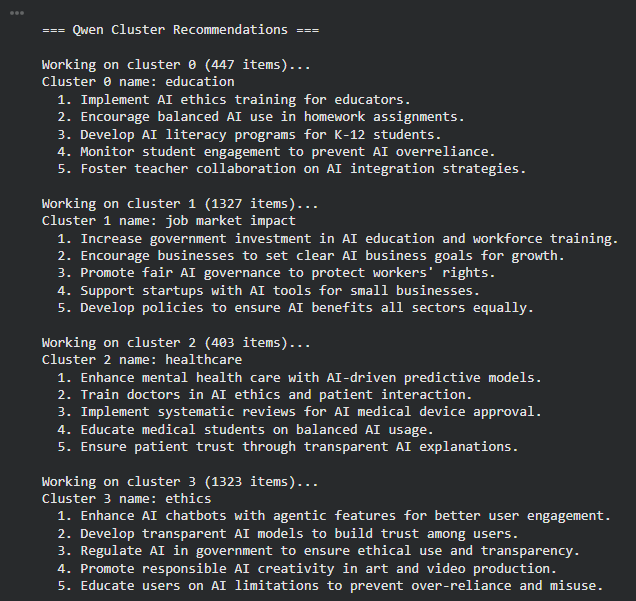 === Qwen Cluster Recommendations ===
Working on cluster 0 (447 items)...
Cluster 0 name: education
1. Implement AI ethics training for educators.
2. Encourage balanced AI use in homework assignments.
3. Develop AI literacy programs for K-12 students.
4. Monitor student engagement to prevent AI overreliance.
5. Foster teacher collaboration on AI integration strategies.
Working on cluster 1 (1327 items)...
Cluster 1 name: job market impact
1. Increase government investment in AI education and workforce training.
2. Encourage businesses to set clear AI business goals for growth.
3. Promote fair AI governance to protect workers' rights.
4. Support startups with AI tools for small businesses.
5. Develop policies to ensure AI benefits all sectors equally.
Working on cluster 2 (403 items)...
Cluster 2 name: healthcare
1. Enhance mental health care with AI-driven predictive models.
2. Train doctors in AI ethics and patient interaction.
3. Implement systematic reviews for AI medical device approval.
4. Educate medical students on balanced AI usage.
5. Ensure patient trust through transparent AI explanations.
Working on cluster 3 (1323 items)...
Cluster 3 name: ethics
1. Enhance AI chatbots with agentic features for better user engagement.
2. Develop transparent AI models to build trust among users.
3. Regulate AI in government to ensure ethical use and transparency.
4. Promote responsible AI creativity in art and video production.
5. Educate users on AI limitations to prevent over-reliance and misuse.